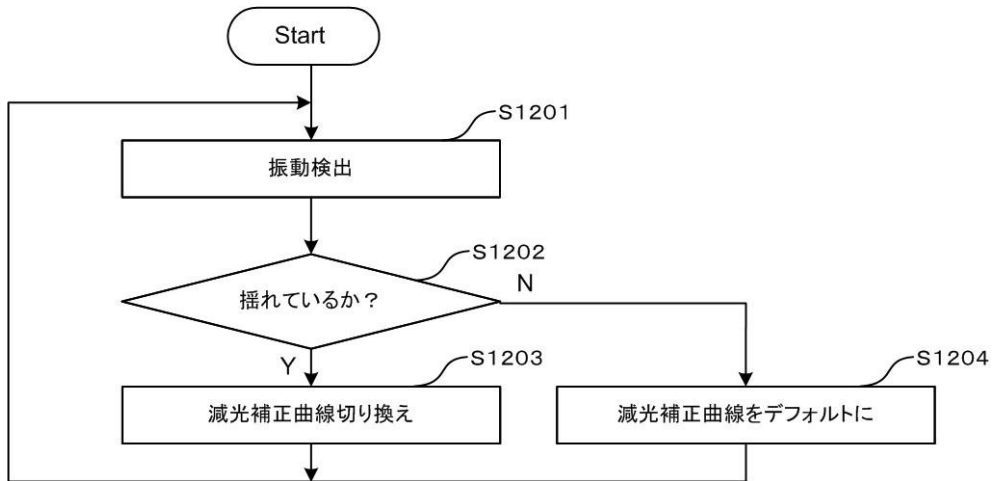 Start
S1201
振動検出
S1202
揺れているか？
N
Y
S1203
減光補正曲線切り換え
S1204
減光補正曲線をデフォルトに